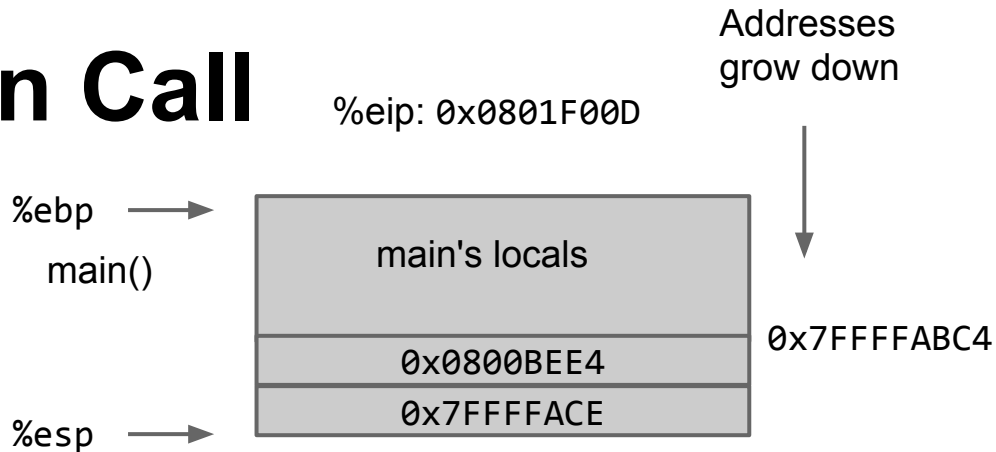 n Call
Addresses
grow down
%eip: 0x0801F00D
%ebp
main()
main's locals
0x7FFFFABC4
0x0800BEE4
0x7FFFFACE
%esp